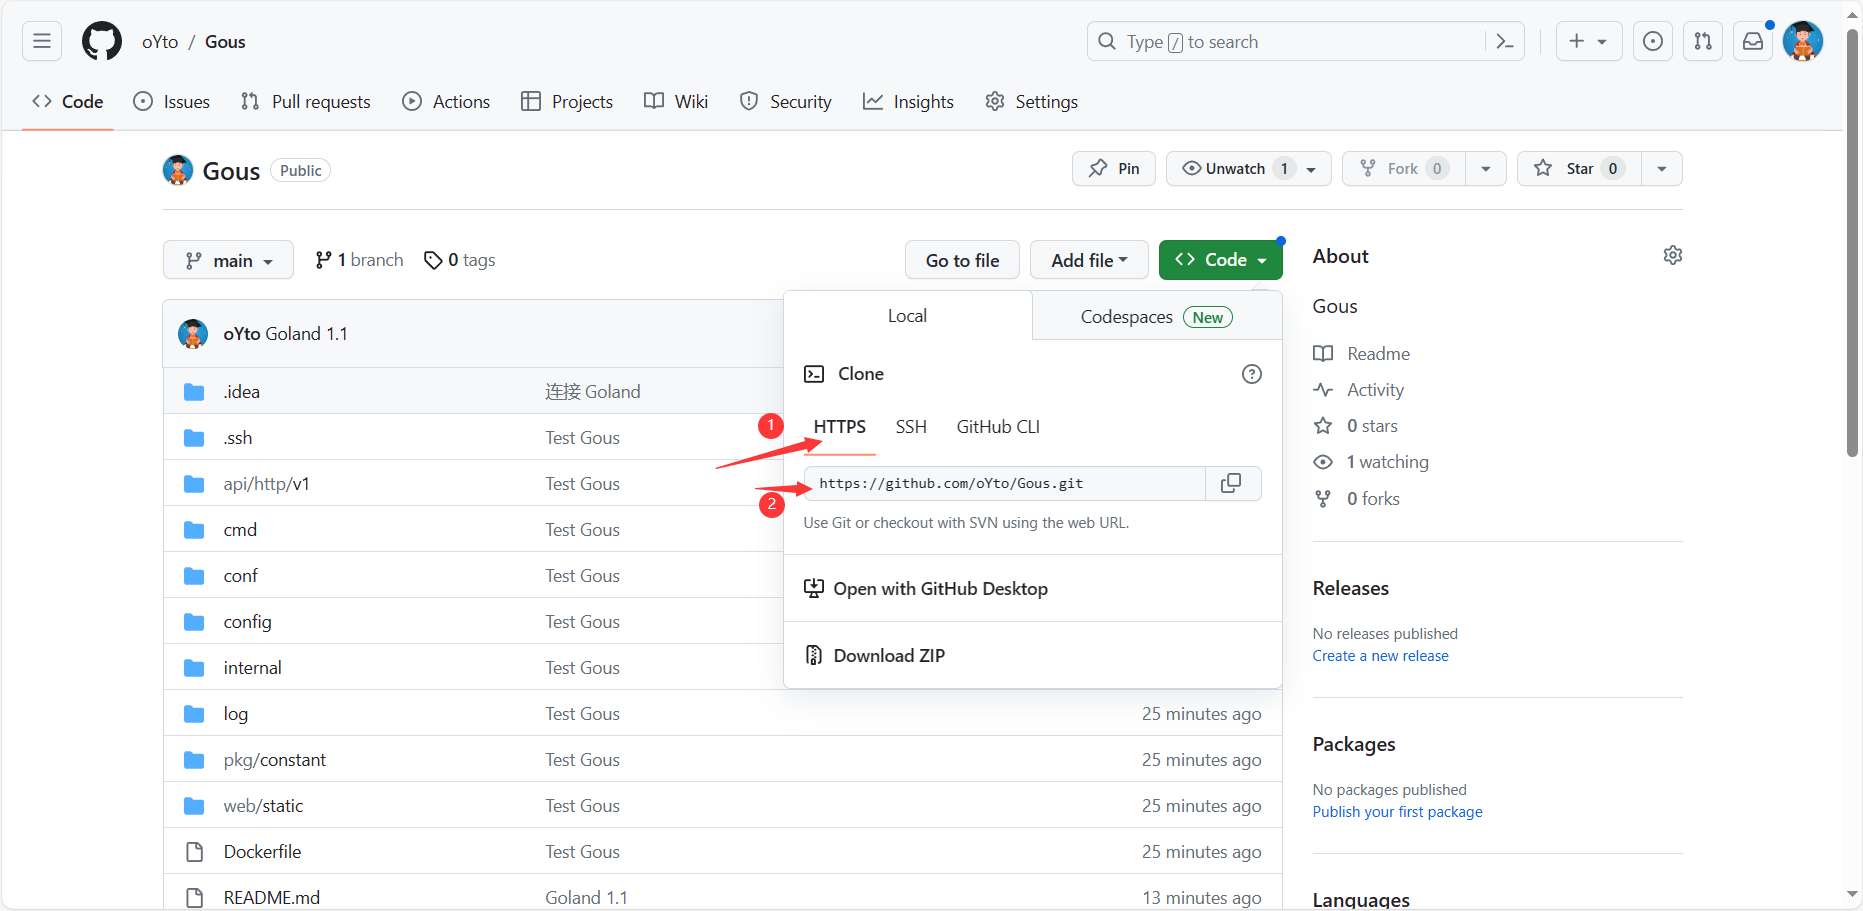 oYto / Gous
Type / to search
Code Issues Pull requests Actions Projects Wiki Security Insights Settings
Gous Public
Pin Unwatch 1 Fork 0 Star 0
main 1 branch 0 tags Go to file Add file Code
oYto Goland 1.1
.idea 连接 Goland
.ssh Test Gous
api/http/v1 Test Gous
cmd Test Gous
conf Test Gous
config Test Gous
internal Test Gous
log Test Gous 25 minutes ago
pkg/constant Test Gous 25 minutes ago
web/static Test Gous 25 minutes ago
Dockerfile Test Gous 25 minutes ago
README.md Goland 1.1 13 minutes ago
Local Codespaces New
Clone
1 HTTPS SSH GitHub CLI
2 https://github.com/oYto/Gous.git
Use Git or checkout with SVN using the web URL.
Open with GitHub Desktop
Download ZIP
About
Gous
Readme
Activity
0 stars
1 watching
0 forks
Releases
No releases published
Create a new release
Packages
No packages published
Publish your first package
Languages